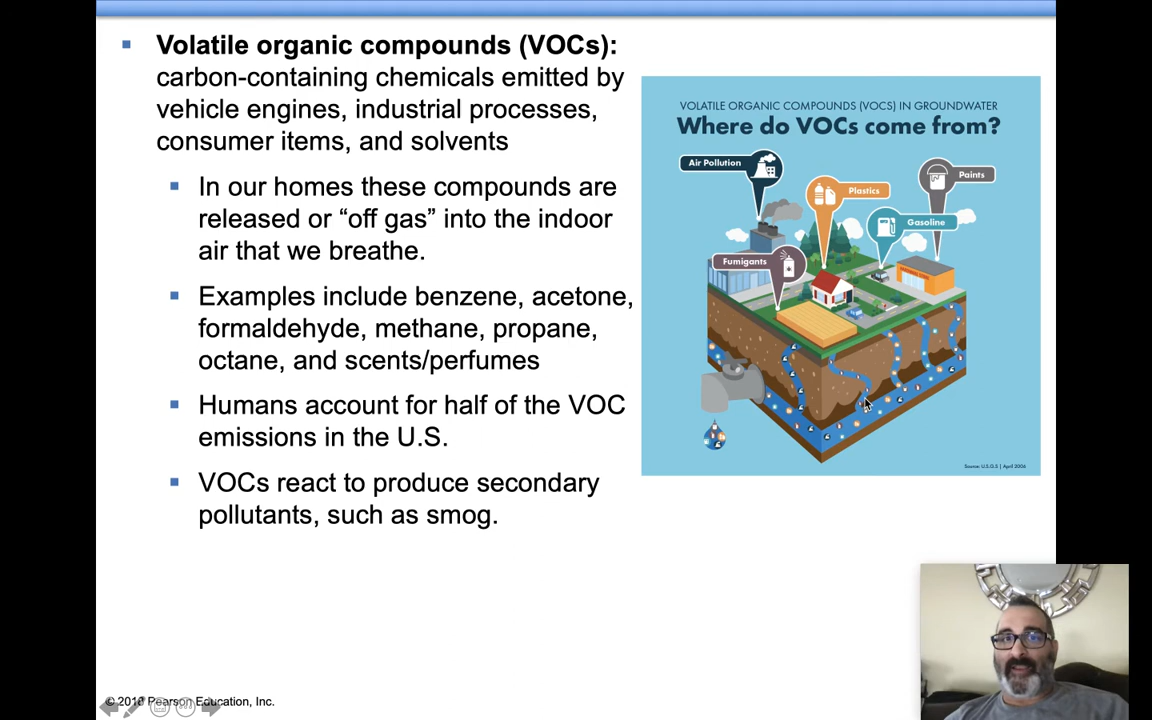 Volatile organic compounds (VOCs):
carbon-containing chemicals emitted by
vehicle engines, industrial processes,
consumer items, and solvents
In our homes these compounds are
released or “off gas” into the indoor
air that we breathe.
Examples include benzene, acetone,
formaldehyde, methane, propane,
octane, and scents/perfumes
Humans account for half of the VOC
emissions in the U.S.
VOCs react to produce secondary
pollutants, such as smog.
VOLATILE ORGANIC COMPOUNDS (VOCS) IN GROUNDWATER
Where do VOCs come from?
Air Pollution
Plastics
Paints
Gasoline
Fumigants
Source: U.S.G.S | April 2006
Pearson Education, Inc.